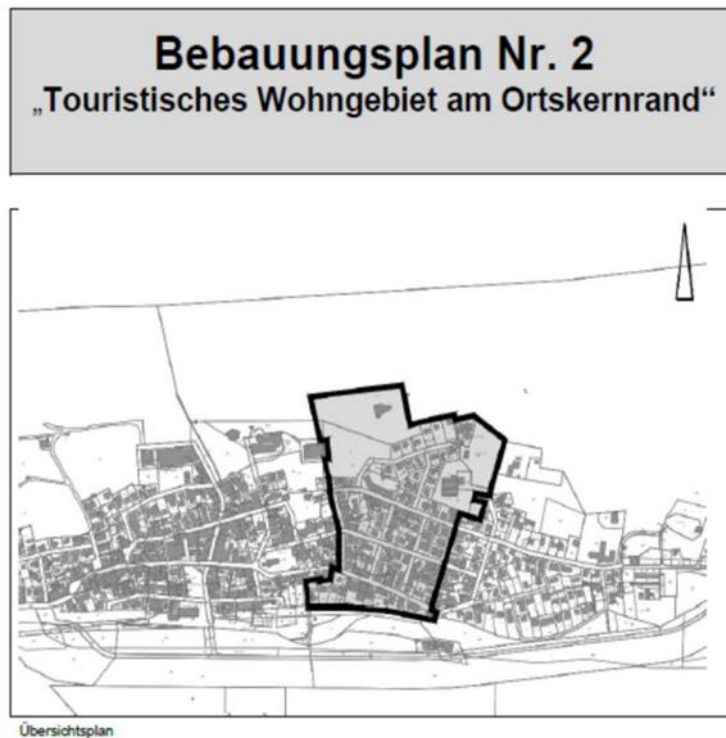 Bebauungsplan Nr. 2
„Touristisches Wohngebiet am Ortskernrand“
Übersichtsplan